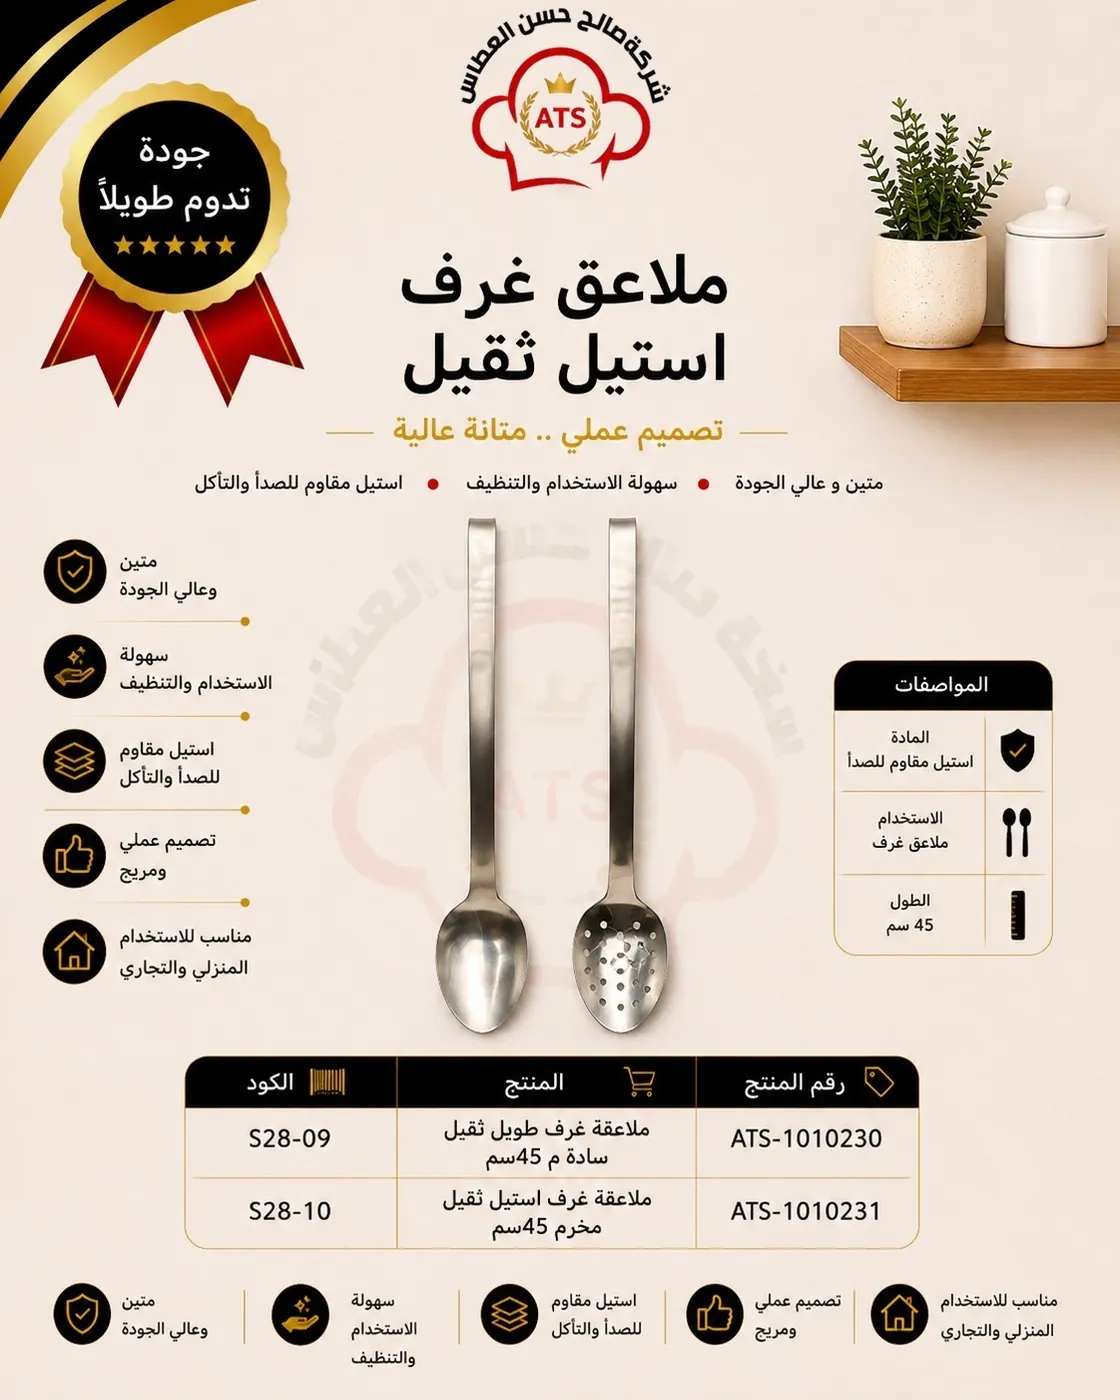 شركة صالح حسن العطاس
ATS
جودة
تدوم طويلاً
ملاعق غرف
استيل ثقيل
تصميم عملي .. متانة عالية
متين و عالي الجودة • سهولة الاستخدام والتنظيف • استيل مقاوم للصدأ والتآكل
متين
وعالي الجودة
سهولة
الاستخدام والتنظيف
استيل مقاوم
للصدأ والتآكل
تصميم عملي
ومريح
مناسب للاستخدام
المنزلي والتجاري
المواصفات
المادة
استيل مقاوم للصدأ
الاستخدام
ملاعق غرف
الطول
45 سم
ATS
رقم المنتج المنتج الكود
ATS-1010230 ملاعقة غرف طويل ثقيل سادة م 45سم S28-09
ATS-1010231 ملاعقة غرف استيل ثقيل مخرم 45سم S28-10
مناسب للاستخدام
المنزلي والتجاري
تصميم عملي
ومريح
استيل مقاوم
للصدأ والتآكل
سهولة
الاستخدام
والتنظيف
متين
وعالي الجودة